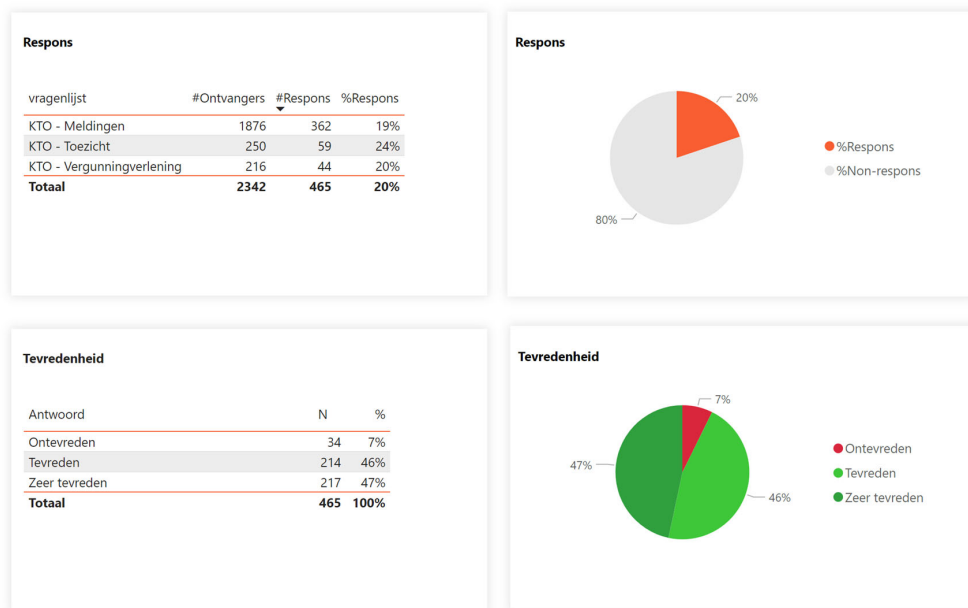 Respons
vragenlijst #Ontvangers #Respons %Respons
KTO - Meldingen 1876 362 19%
KTO - Toezicht 250 59 24%
KTO - Vergunningverlening 216 44 20%
Totaal 2342 465 20%
Respons
20%
80%
%Respons
%Non-respons
Tevredenheid
Antwoord N %
Ontevreden 34 7%
Tevreden 214 46%
Zeer tevreden 217 47%
Totaal 465 100%
Tevredenheid
7%
47%
46%
Ontevreden
Tevreden
Zeer tevreden